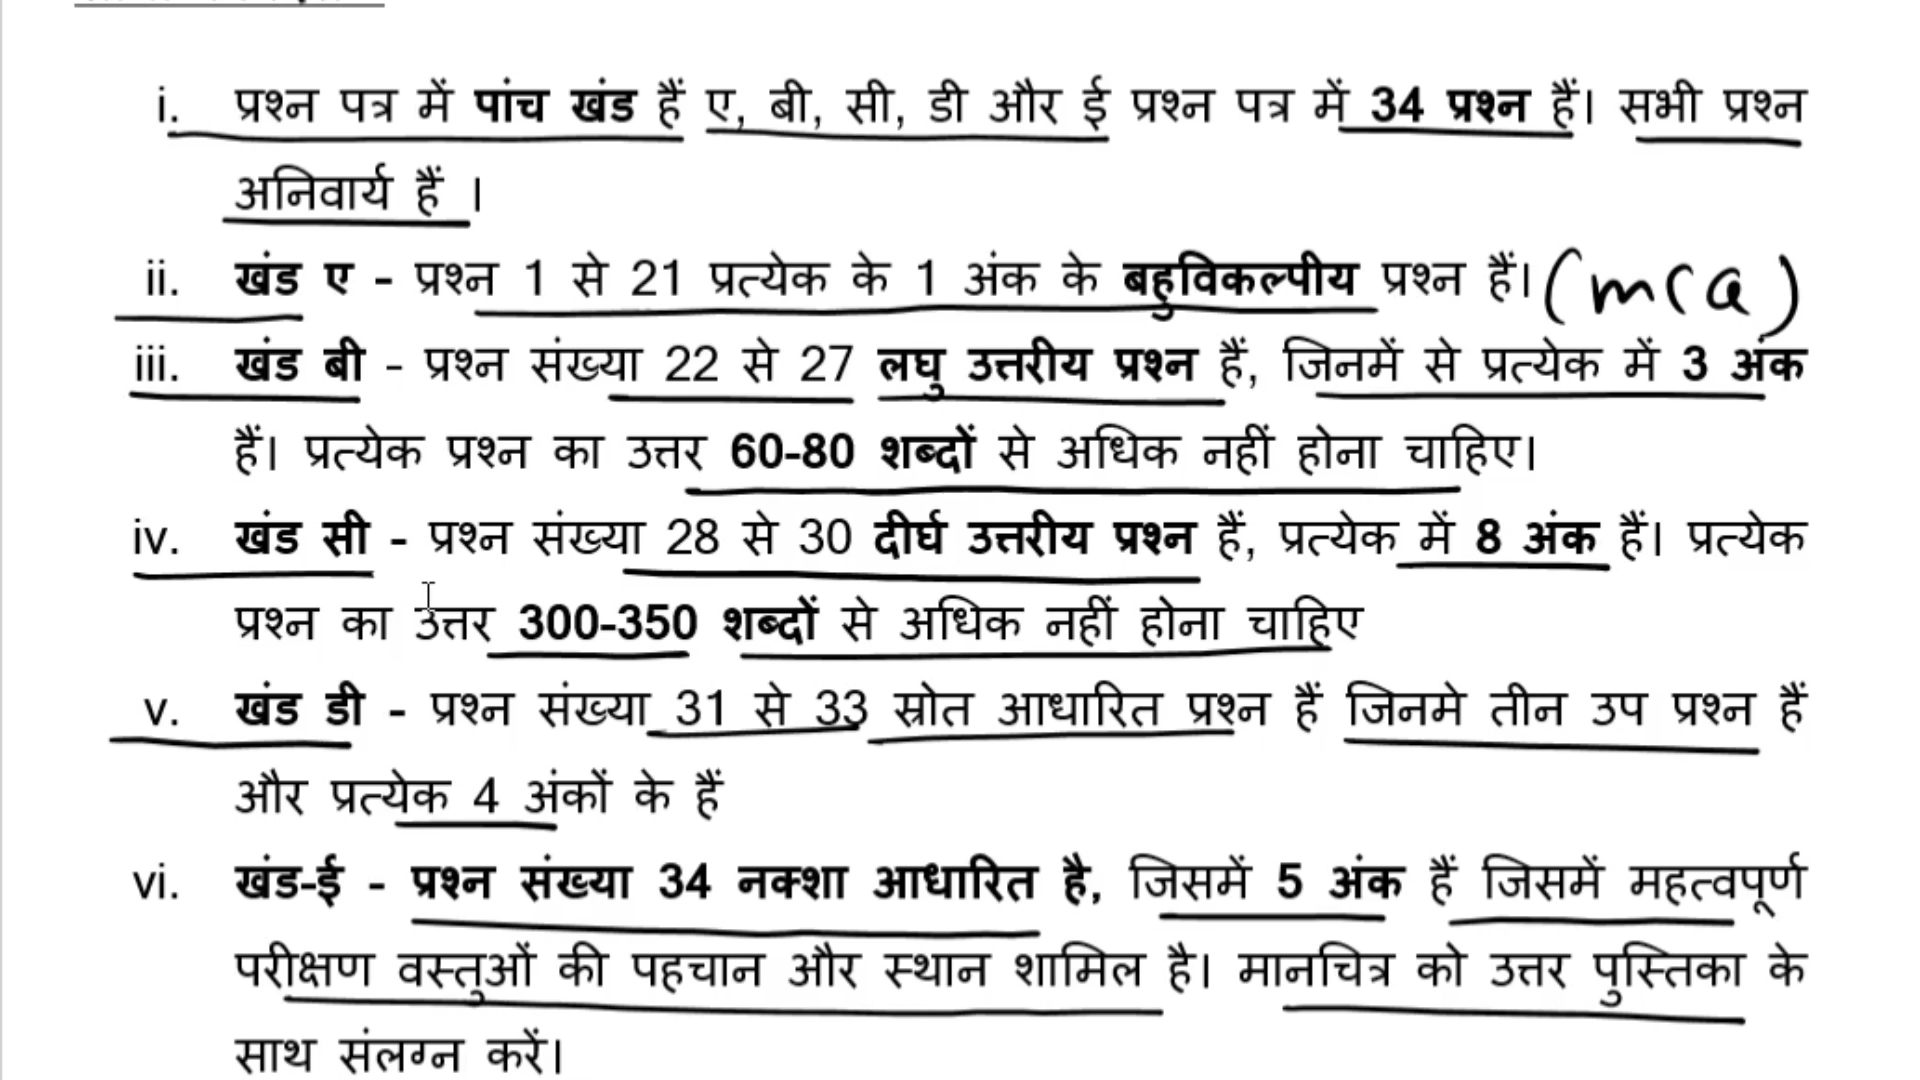 i. प्रश्न पत्र में पांच खंड हैं ए, बी, सी, डी और ई प्रश्न पत्र में 34 प्रश्न हैं। सभी प्रश्न
अनिवार्य हैं ।
ii. खंड ए - प्रश्न 1 से 21 प्रत्येक के 1 अंक के बहुविकल्पीय प्रश्न हैं। (mca)
iii. खंड बी - प्रश्न संख्या 22 से 27 लघु उत्तरीय प्रश्न हैं, जिनमें से प्रत्येक में 3 अंक
हैं। प्रत्येक प्रश्न का उत्तर 60-80 शब्दों से अधिक नहीं होना चाहिए।
iv. खंड सी - प्रश्न संख्या 28 से 30 दीर्घ उत्तरीय प्रश्न हैं, प्रत्येक में 8 अंक हैं। प्रत्येक
प्रश्न का उत्तर 300-350 शब्दों से अधिक नहीं होना चाहिए
v. खंड डी - प्रश्न संख्या 31 से 33 स्रोत आधारित प्रश्न हैं जिनमे तीन उप प्रश्न हैं
और प्रत्येक 4 अंकों के हैं
vi. खंड-ई - प्रश्न संख्या 34 नक्शा आधारित है, जिसमें 5 अंक हैं जिसमें महत्वपूर्ण
परीक्षण वस्तुओं की पहचान और स्थान शामिल है। मानचित्र को उत्तर पुस्तिका के
साथ संलग्न करें।